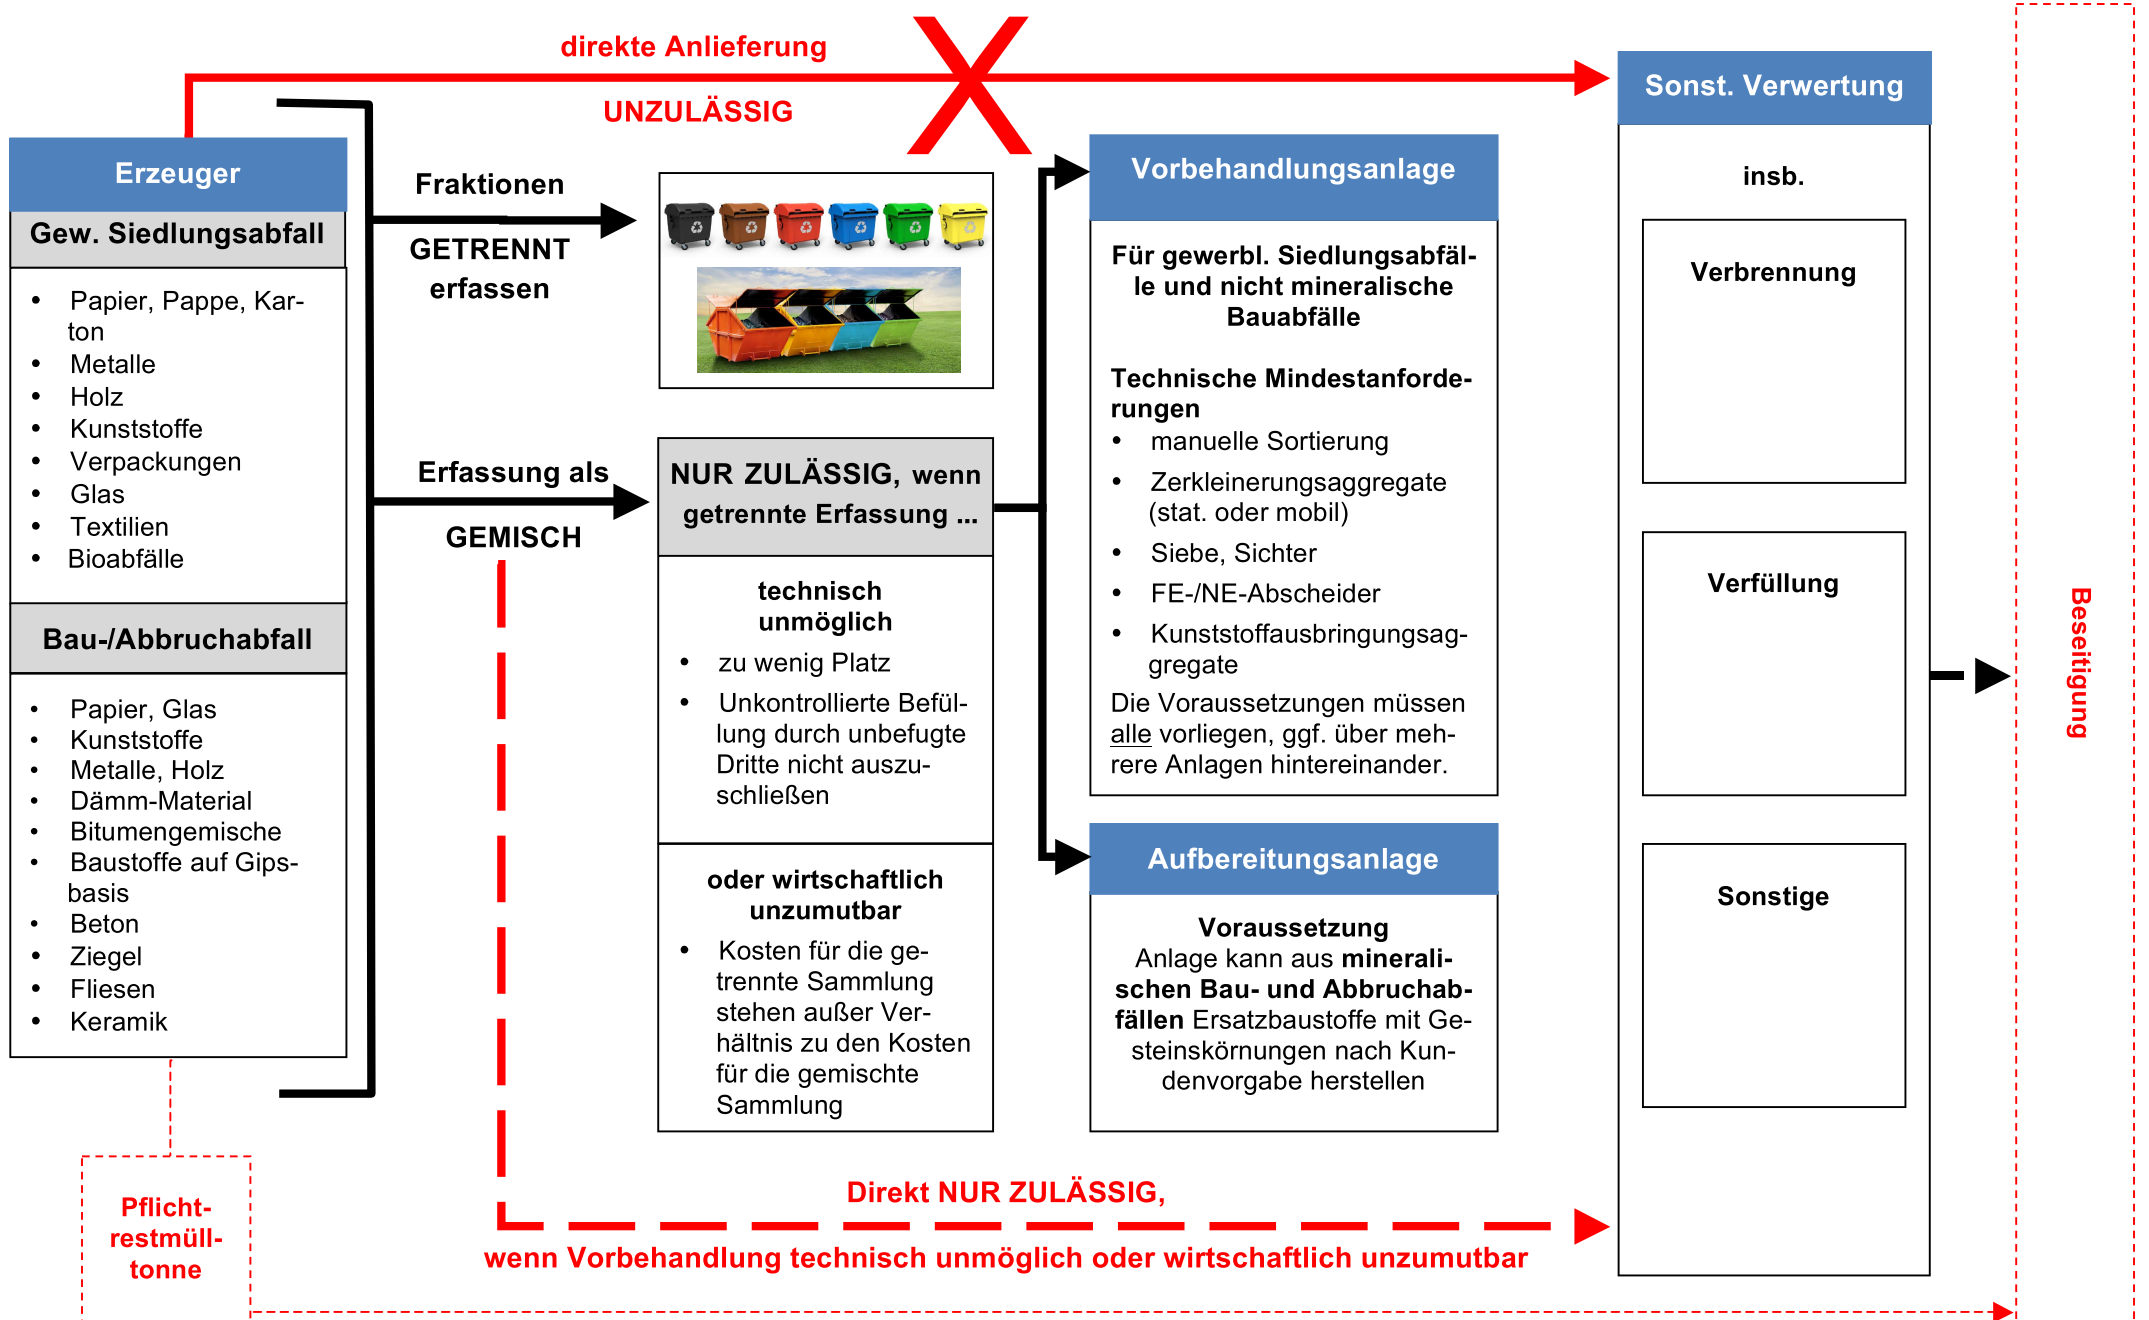 direkte Anlieferung
UNZULÄSSIG
Erzeuger
Gew. Siedlungsabfall
• Papier, Pappe, Kar-
ton
• Metalle
• Holz
• Kunststoffe
• Verpackungen
• Glas
• Textilien
• Bioabfälle
Bau-/Abbruchabfall
• Papier, Glas
• Kunststoffe
• Metalle, Holz
• Dämm-Material
• Bitumengemische
• Baustoffe auf Gips-
basis
• Beton
• Ziegel
• Fliesen
• Keramik
Pflicht-
restmüll-
tonne
Fraktionen
GETRENNT
erfassen
Erfassung als
GEMISCH
NUR ZULÄSSIG, wenn
getrennte Erfassung ...
technisch
unmöglich
• zu wenig Platz
• Unkontrollierte Befül-
lung durch unbefugte
Dritte nicht auszu-
schließen
oder wirtschaftlich
unzumutbar
• Kosten für die ge-
trennte Sammlung
stehen außer Ver-
hältnis zu den Kosten
für die gemischte
Sammlung
Vorbehandlungsanlage
Für gewerbl. Siedlungsabfäl-
le und nicht mineralische
Bauabfälle
Technische Mindestanforde-
rungen
• manuelle Sortierung
• Zerkleinerungsaggregate
(stat. oder mobil)
• Siebe, Sichter
• FE-/NE-Abscheider
• Kunststoffausbringungsag-
gregate
Die Voraussetzungen müssen
alle vorliegen, ggf. über meh-
rere Anlagen hintereinander.
Aufbereitungsanlage
Voraussetzung
Anlage kann aus minerali-
schen Bau- und Abbruchab-
fällen Ersatzbaustoffe mit Ge-
steinskörnungen nach Kun-
denvorgabe herstellen
Direkt NUR ZULÄSSIG,
wenn Vorbehandlung technisch unmöglich oder wirtschaftlich unzumutbar
Sonst. Verwertung
insb.
Verbrennung
Verfüllung
Sonstige
Beseitigung